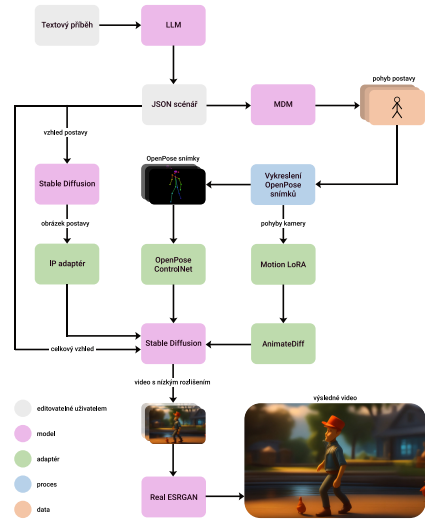 Textový příběh
LLM
JSON scénář
MDM
pohyb postavy
vzhled postavy
OpenPose snímky
Stable Diffusion
Vykreslení
OpenPose
snímků
obrázek postavy
pohyby kamery
IP adaptér
OpenPose
ControlNet
Motion LoRA
Stable Diffusion
AnimateDiff
celkový vzhled
video s nízkým rozlišením
výsledné video
editovatelné uživatelem
model
adaptér
proces
data
Real ESRGAN